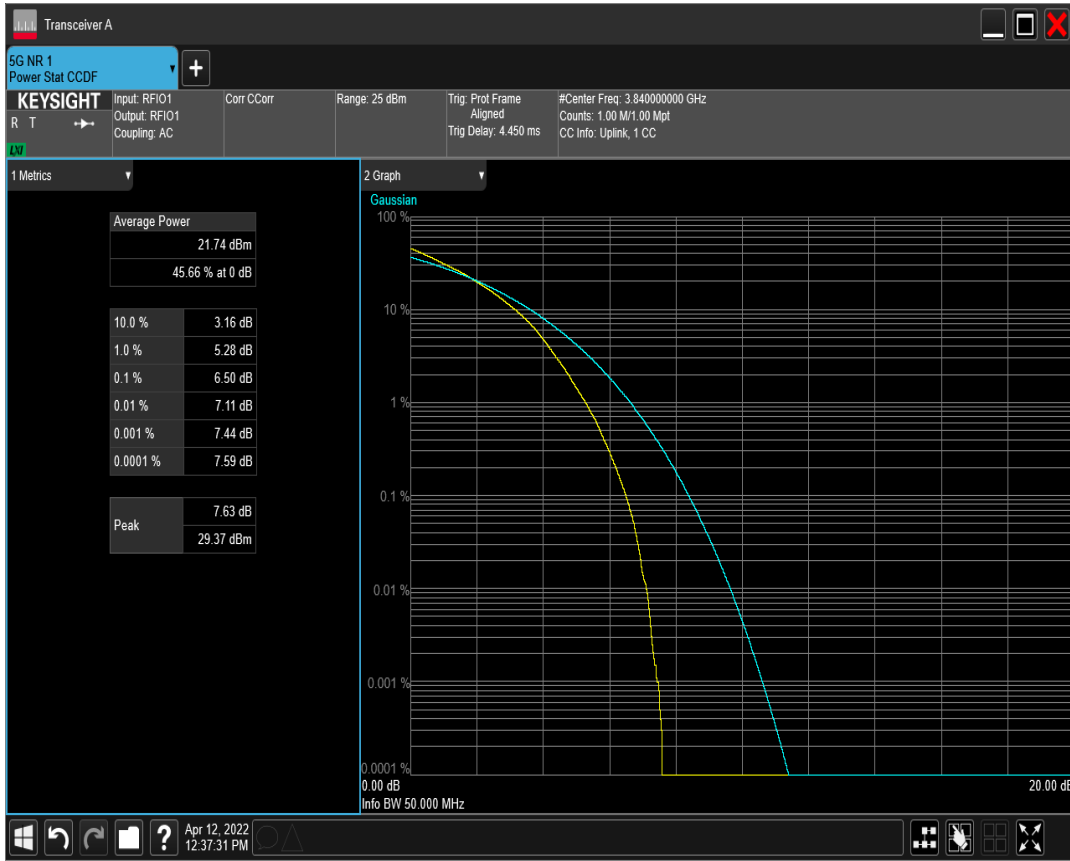 Transceiver A
5G NR 1
Power Stat CCDF
+
KEYSIGHT
R T
LXI
Input: RFIO1
Output: RFIO1
Coupling: AC
Corr CCorr
Range: 25 dBm
Trig: Prot Frame
Aligned
Trig Delay: 4.450 ms
#Center Freq: 3.840000000 GHz
Counts: 1.00 M/1.00 Mpt
CC Info: Uplink, 1 CC
1 Metrics
Average Power
21.74 dBm
45.66 % at 0 dB
10.0 % 3.16 dB
1.0 % 5.28 dB
0.1 % 6.50 dB
0.01 % 7.11 dB
0.001 % 7.44 dB
0.0001 % 7.59 dB
Peak
7.63 dB
29.37 dBm
2 Graph
Gaussian
100 %
10 %
1 %
0.1 %
0.01 %
0.001 %
0.0001 %
0.00 dB 20.00 dB
Info BW 50.000 MHz
?
Apr 12, 2022
12:37:31 PM